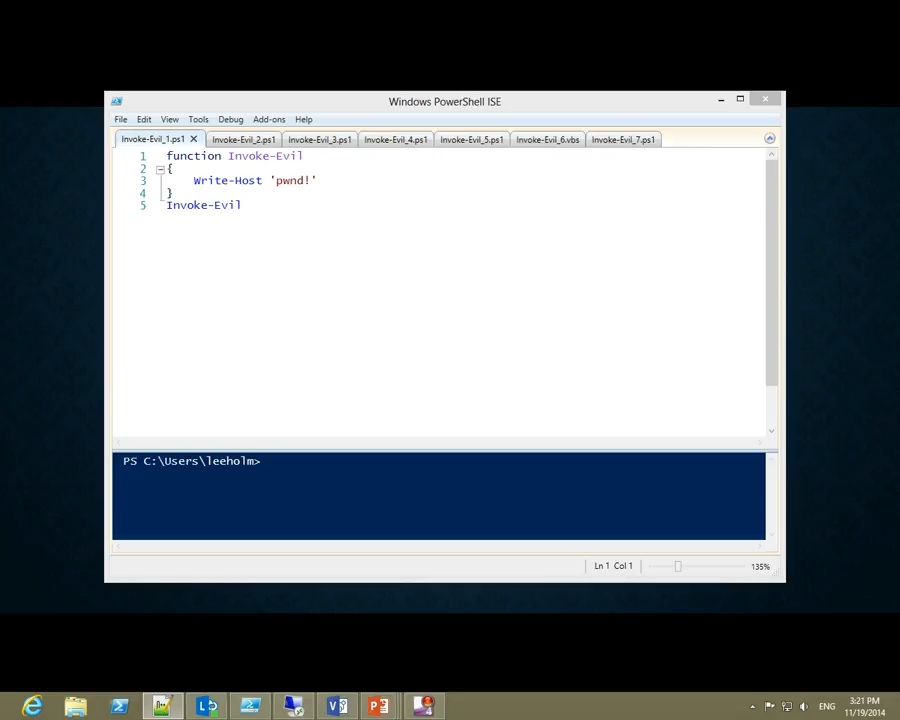 Windows PowerShell ISE
File Edit View Tools Debug Add-ons Help
Invoke-Evil_1.ps1 Invoke-Evil_2.ps1 Invoke-Evil_3.ps1 Invoke-Evil_4.ps1 Invoke-Evil_5.ps1 Invoke-Evil_6.vbs Invoke-Evil_7.ps1
1 function Invoke-Evil
2 {
3 Write-Host 'pwnd!'
4 }
5 Invoke-Evil
PS C:\Users\leeholm>
Ln 1 Col 1 135%
ENG 3:21 PM
11/19/2014